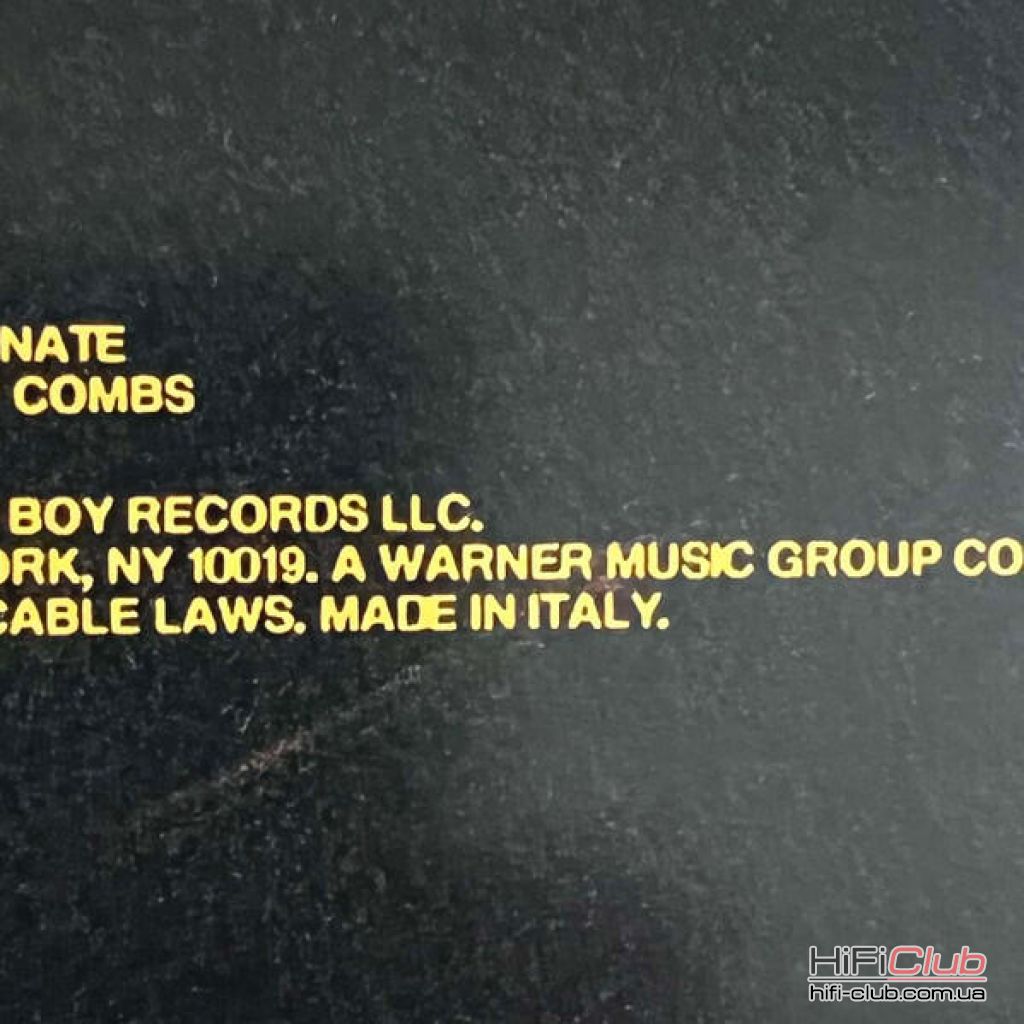 NATE
COMBS
BOY RECORDS LLC.
ORK, NY 10019. A WARNER MUSIC GROUP CO
CABLE LAWS. MADE IN ITALY.
HiFiClub
hifi-club.com.ua